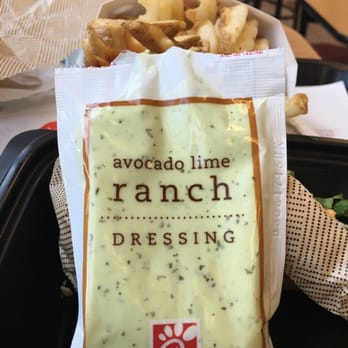 avocado lime
ranch
DRESSING